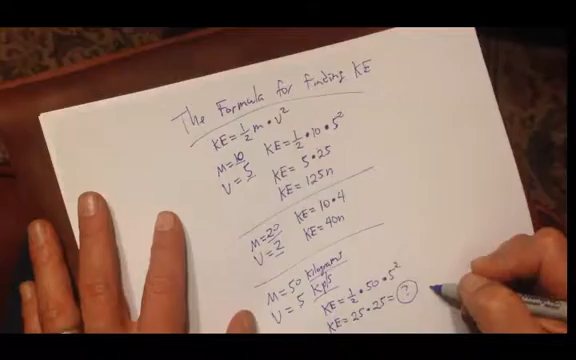 The Formula for finding KE
KE = 1/2 m • v²
M = 10
V = 5
KE = 1/2 • 10 • 5²
KE = 5 • 25
KE = 125n
M = 20
V = 2
KE = 10 • 4
KE = 40n
M = 50 kilograms
V = 5 Kp/s
KE = 1/2 • 50 • 5²
KE = 25 • 25 = ?